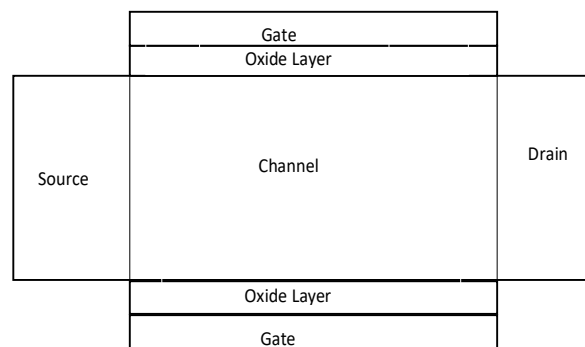 Gate
Oxide Layer
Source
Channel
Drain
Oxide Layer
Gate